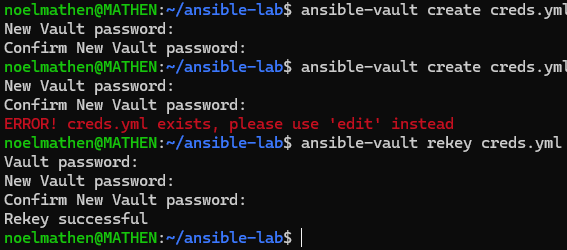 noelmathen@MATHEN:~/ansible-lab$ ansible-vault create creds.yml
New Vault password:
Confirm New Vault password:
noelmathen@MATHEN:~/ansible-lab$ ansible-vault create creds.yml
New Vault password:
Confirm New Vault password:
ERROR! creds.yml exists, please use 'edit' instead
noelmathen@MATHEN:~/ansible-lab$ ansible-vault rekey creds.yml
Vault password:
New Vault password:
Confirm New Vault password:
Rekey successful
noelmathen@MATHEN:~/ansible-lab$